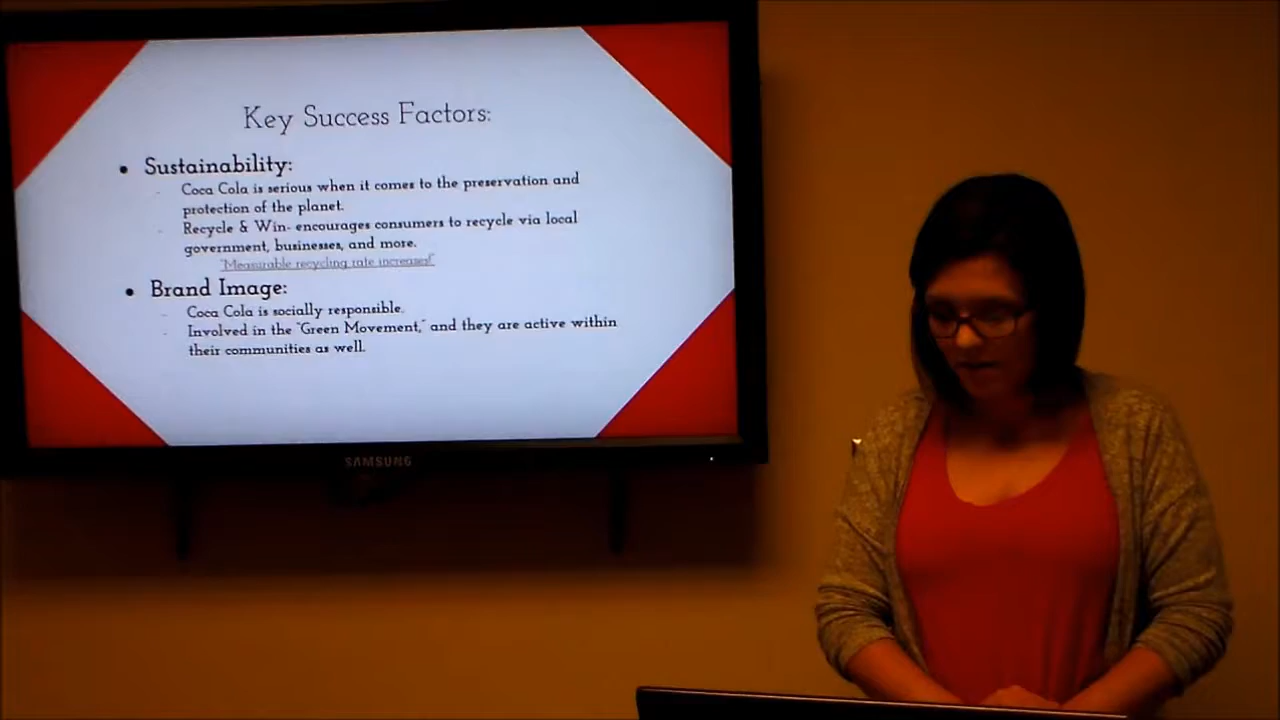 Key Success Factors:
• Sustainability:
- Coca Cola is serious when it comes to the preservation and
protection of the planet.
- Recycle & Win- encourages consumers to recycle via local
government, businesses, and more.
"Measurable recycling rate increases!"
• Brand Image:
- Coca Cola is socially responsible.
- Involved in the "Green Movement," and they are active within
their communities as well.
SAMSUNG